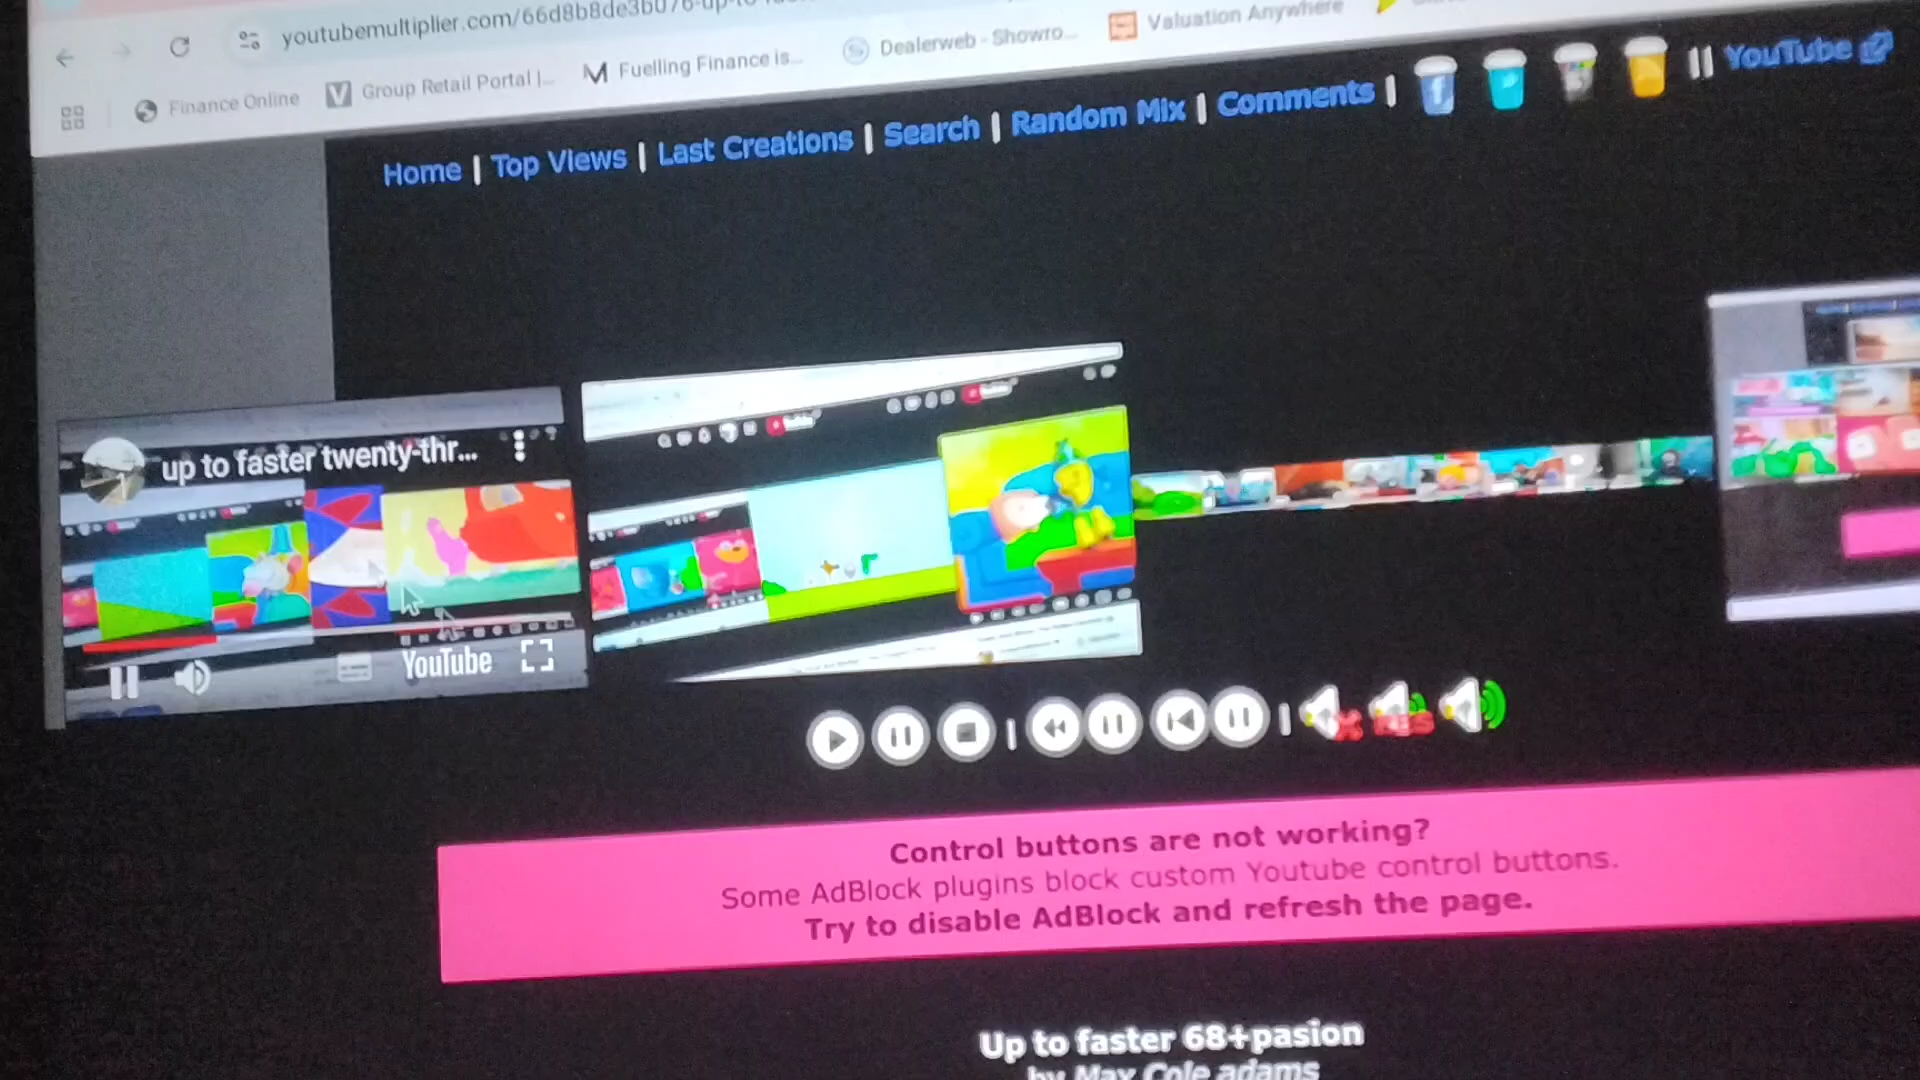 youtubemultiplier.com/66d8b8de3b076-up-to-
Finance Online
Group Retail Portal |...
Fuelling Finance is...
Dealerweb - Showro...
Valuation Anywhere
Home | Top Views | Last Creations | Search | Random Mix | Comments |
YouTube
up to faster twenty-thr...
YouTube
Control buttons are not working?
Some AdBlock plugins block custom Youtube control buttons.
Try to disable AdBlock and refresh the page.
Up to faster 68+pasion
by Max Cole adams